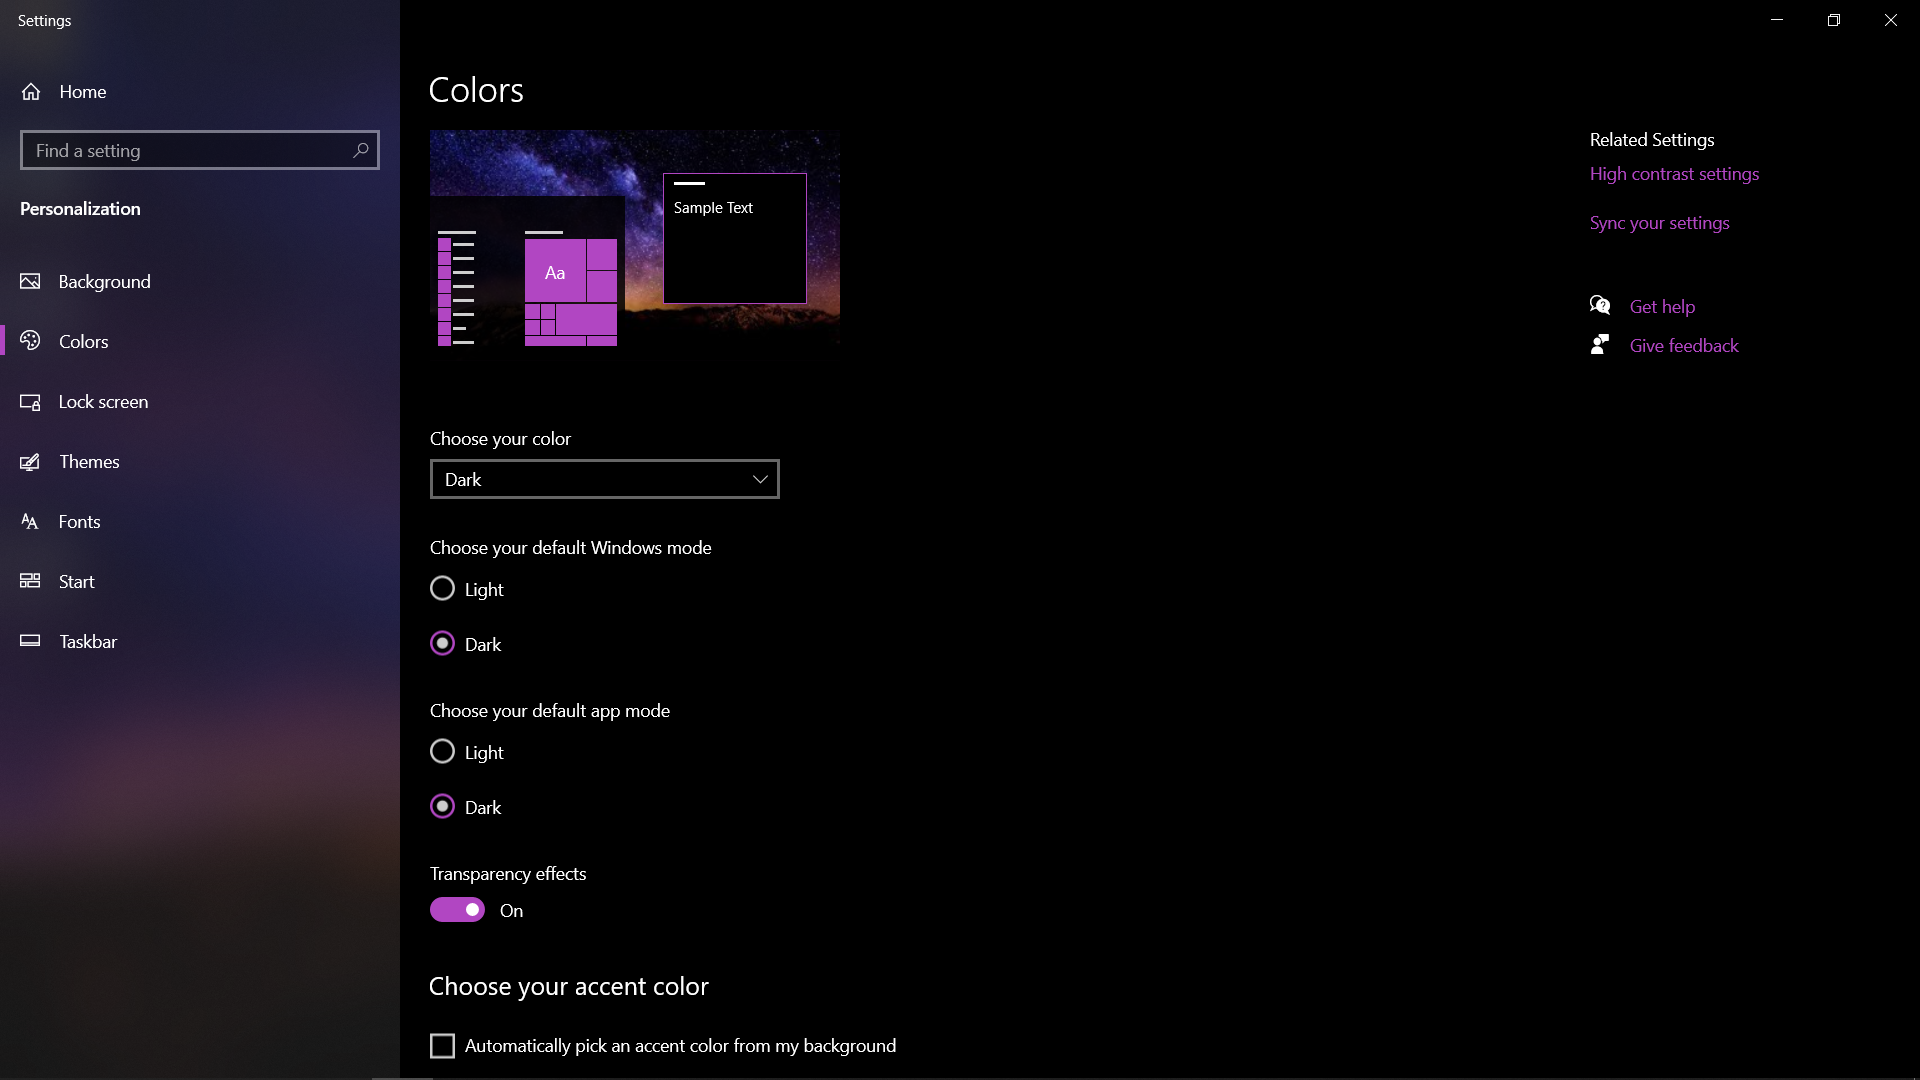 Settings
Home
Find a setting
Personalization
Background
Colors
Lock screen
Themes
Fonts
Start
Taskbar
Colors
Sample Text
Aa
Choose your color
Dark
Choose your default Windows mode
Light
Dark
Choose your default app mode
Light
Dark
Transparency effects
On
Choose your accent color
Automatically pick an accent color from my background
Related Settings
High contrast settings
Sync your settings
Get help
Give feedback